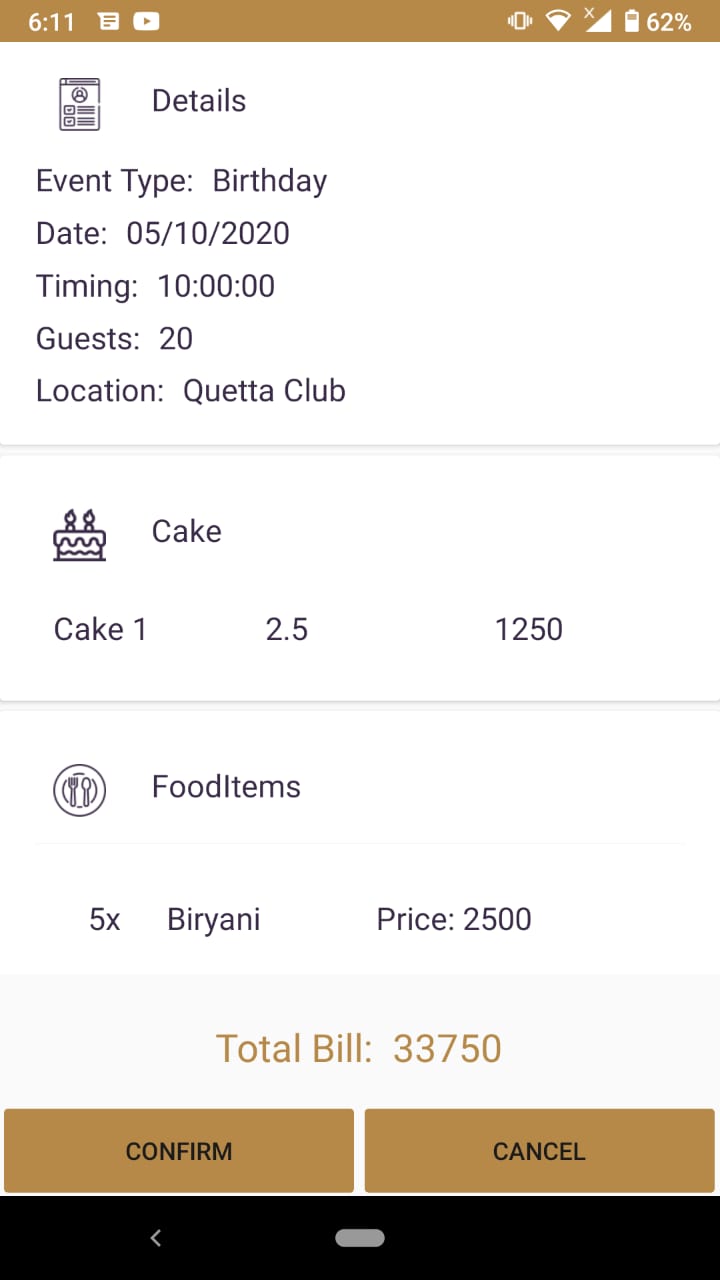 6:11 62%
Details
Event Type: Birthday
Date: 05/10/2020
Timing: 10:00:00
Guests: 20
Location: Quetta Club
Cake
Cake 1 2.5 1250
FoodItems
5x Biryani Price: 2500
Total Bill: 33750
CONFIRM CANCEL